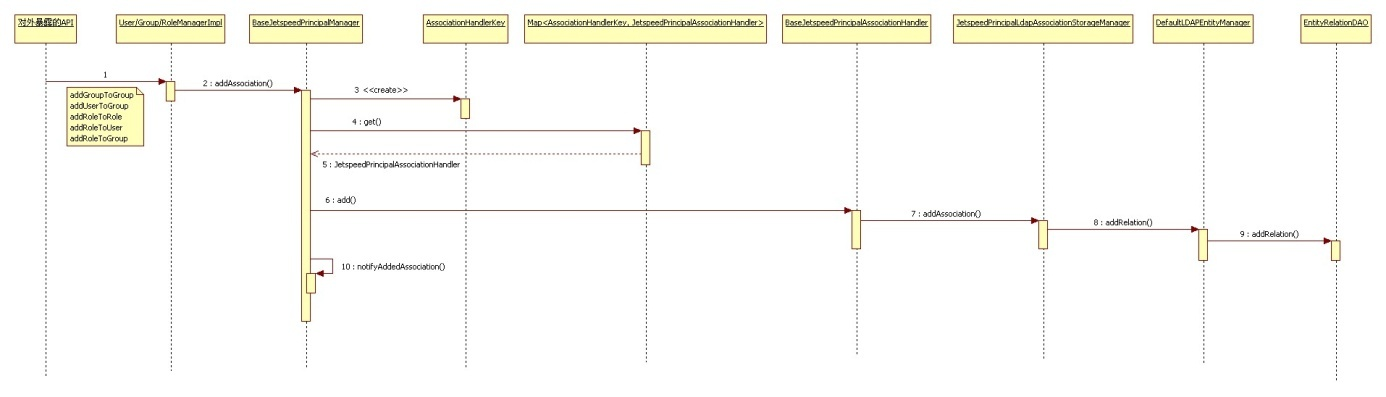 对外暴露的API
User/Group/RoleManagerImpl
BaseJetspeedPrincipalManager
AssociationHandlerKey
Map<AssociationHandlerKey, JetspeedPrincipalAssociationHandler>
BaseJetspeedPrincipalAssociationHandler
JetspeedPrincipalLdapAssociationStorageManager
DefaultLDAPEntityManager
EntityRelationDAO
1
addGroupToGroup
addUserToGroup
addRoleToRole
addRoleToUser
addRoleToGroup
2 : addAssociation()
3 <<create>>
4 : get()
5 : JetspeedPrincipalAssociationHandler
6 : add()
7 : addAssociation()
8 : addRelation()
9 : addRelation()
10 : notifyAddedAssociation()